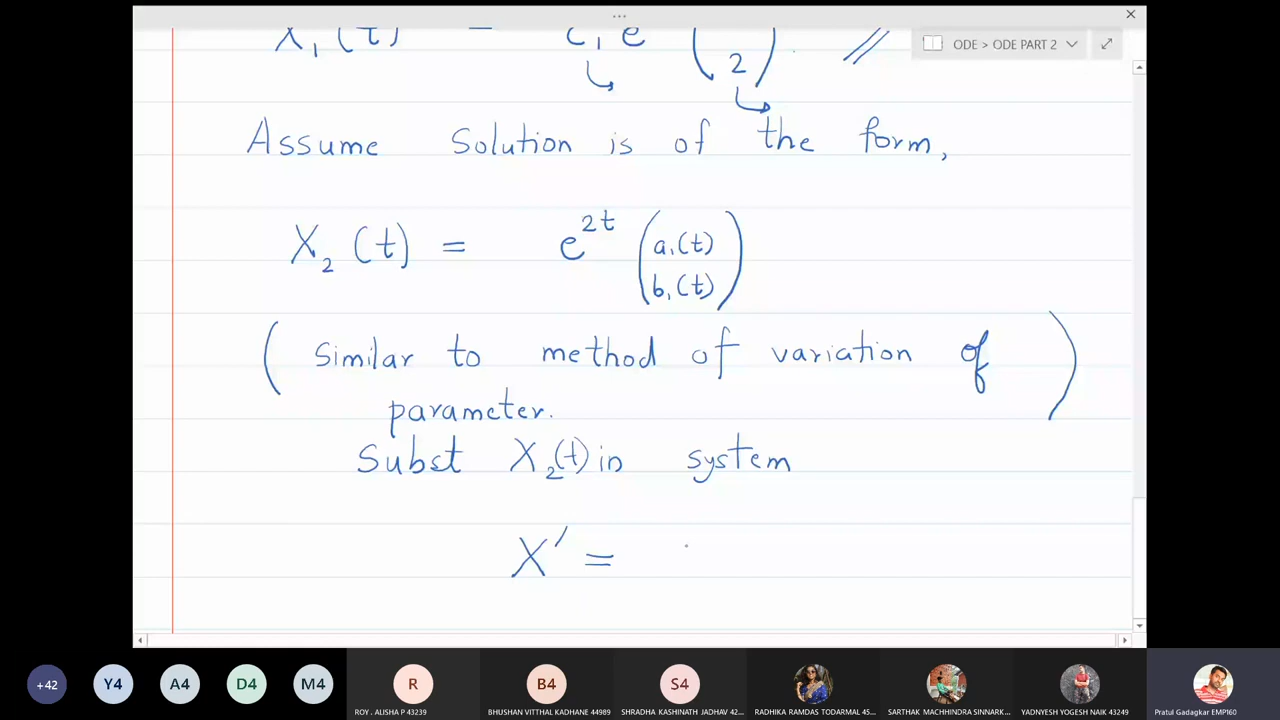 ODE > ODE PART 2
X₁(t) = c₁ e ( 2 ) . //
Assume Solution is of the form,
X₂(t) = e^2t (a₁(t)
b₁(t))
( Similar to method of variation of )
parameter.
Subst X₂(t) in system
X′ =
+42 Y4 A4 D4 M4 R B4 S4
ROY . ALISHA P 43239 BHUSHAN VITTHAL KADHANE 44989 SHRADHA KASHINATH JADHAV 42... RADHIKA RAMDAS TODARMAL 45... SARTHAK MACHHINDRA SINNARK... YADNYESH YOGESH NAIK 43249 Pratul Gadagkar EMP160